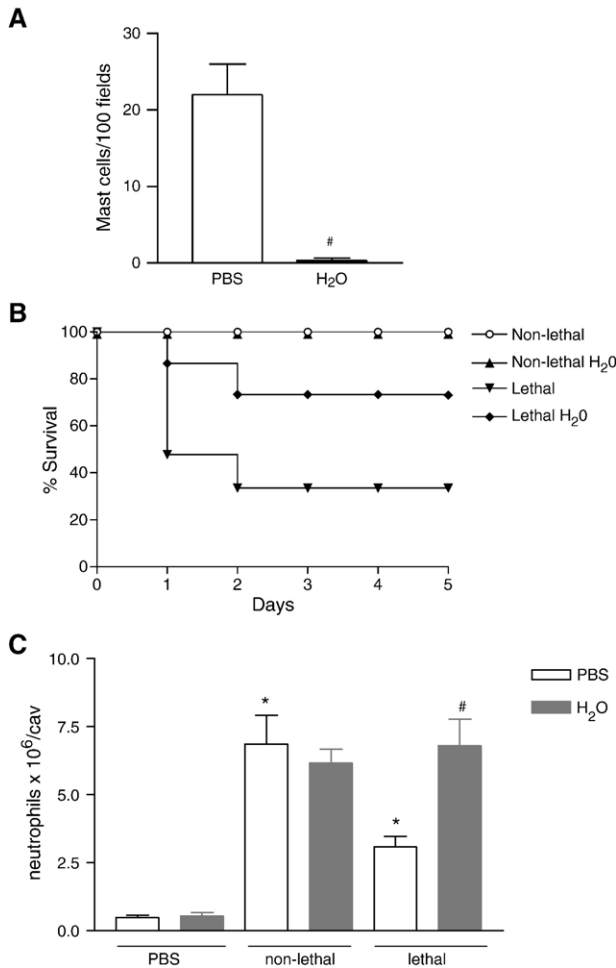 A
Mast cells/100 fields
30
20
10
0
#
PBS
H2O
B
% Survival
100
80
60
40
20
0
0 1 2 3 4 5
Days
Non-lethal
Non-lethal H20
Lethal
Lethal H20
C
neutrophils x 10^6/cav
10.0
7.5
5.0
2.5
0.0
*
*
#
PBS
non-lethal
lethal
PBS
H2O